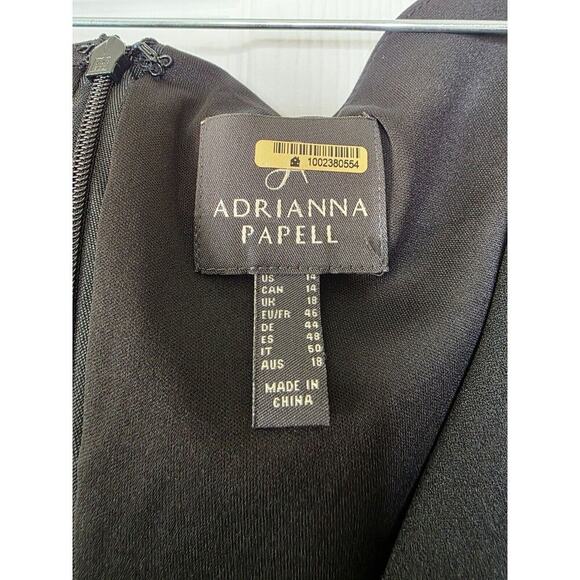 1002380554
ADRIANNA
PAPELL
US 14
CAN 14
UK 18
EU/FR 46
DE 44
ES 48
IT 50
AUS 18
MADE IN
CHINA